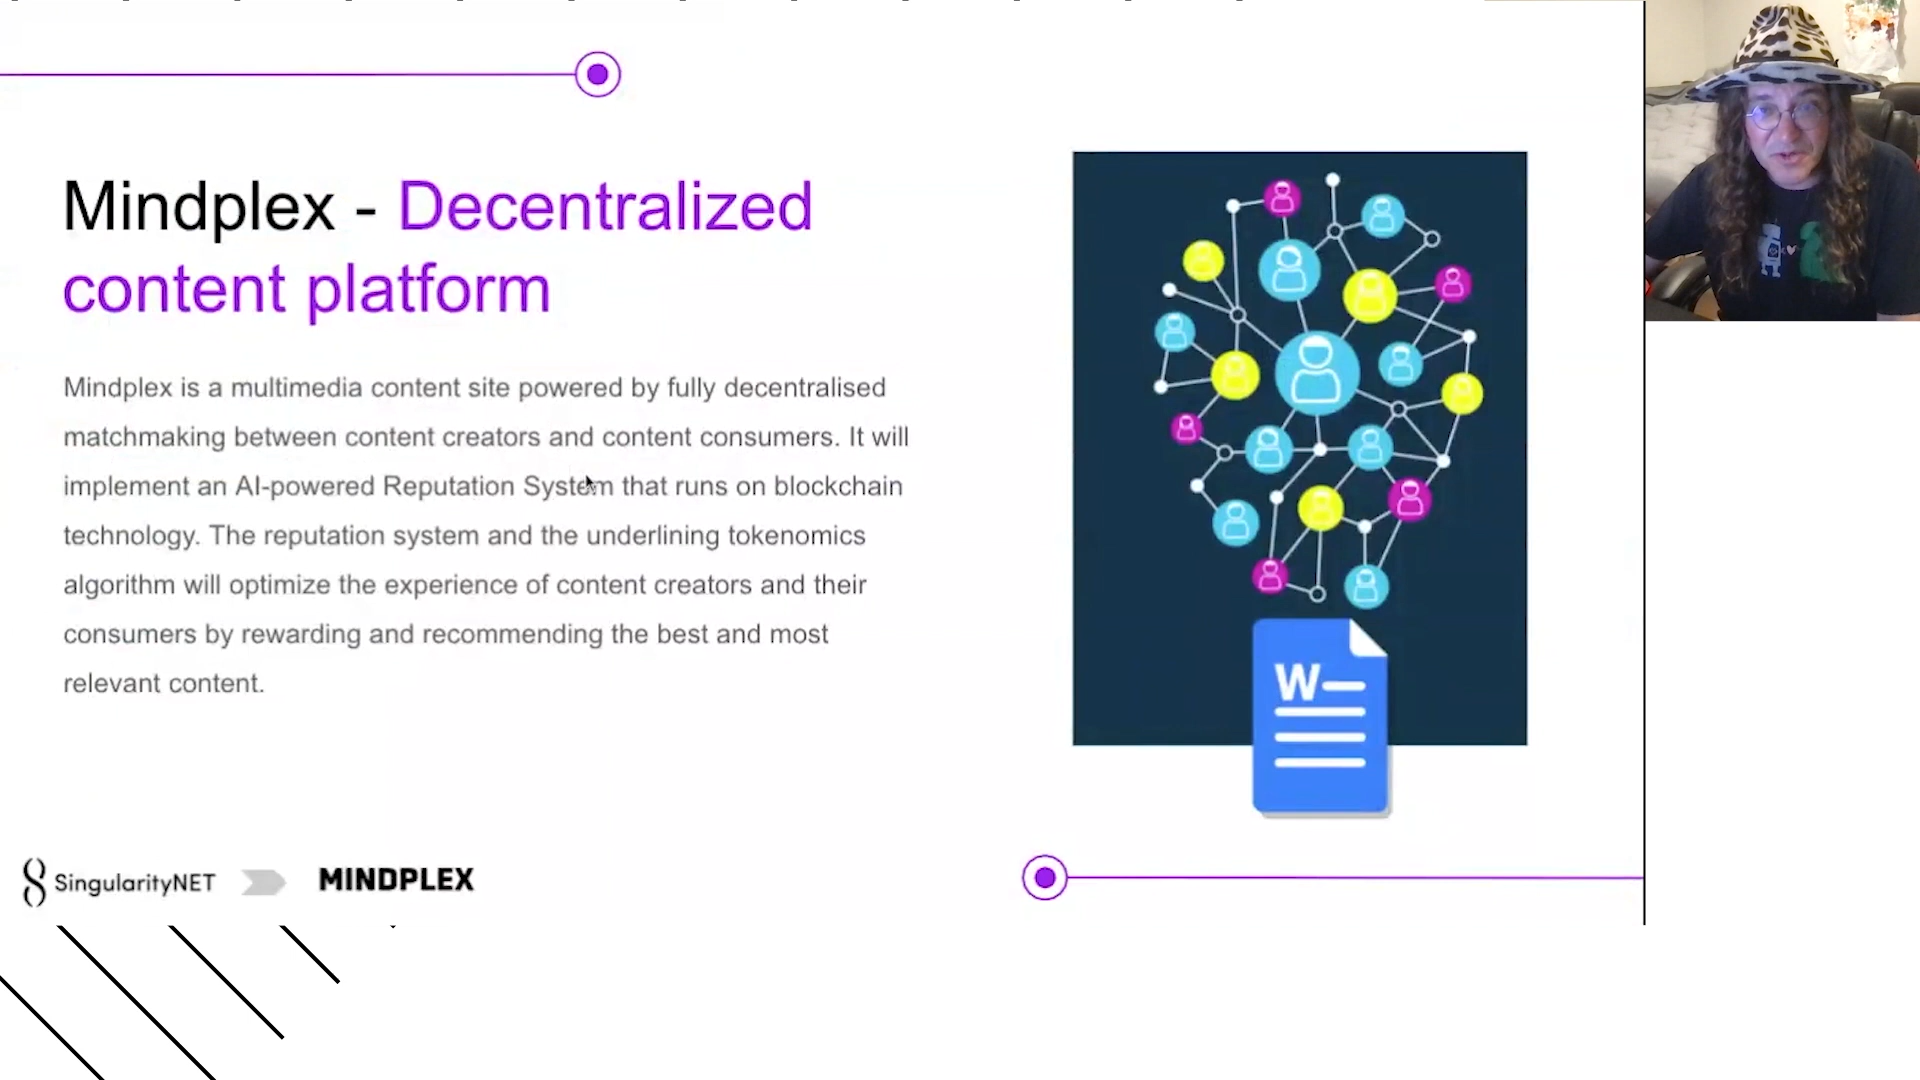 Mindplex - Decentralized
content platform
Mindplex is a multimedia content site powered by fully decentralised
matchmaking between content creators and content consumers. It will
implement an AI-powered Reputation System that runs on blockchain
technology. The reputation system and the underlining tokenomics
algorithm will optimize the experience of content creators and their
consumers by rewarding and recommending the best and most
relevant content.
W
SingularityNET
MINDPLEX